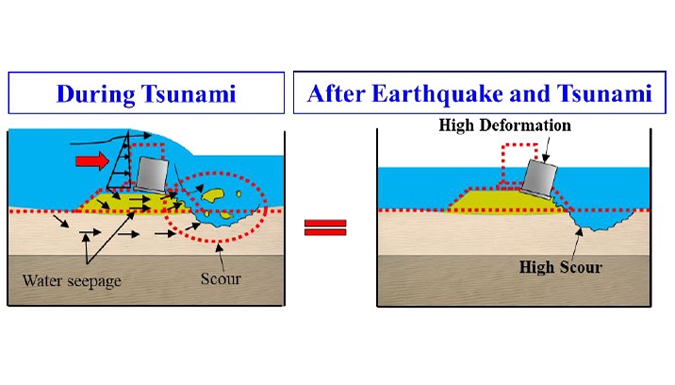 During Tsunami
After Earthquake and Tsunami
High Deformation
Water seepage
Scour
High Scour